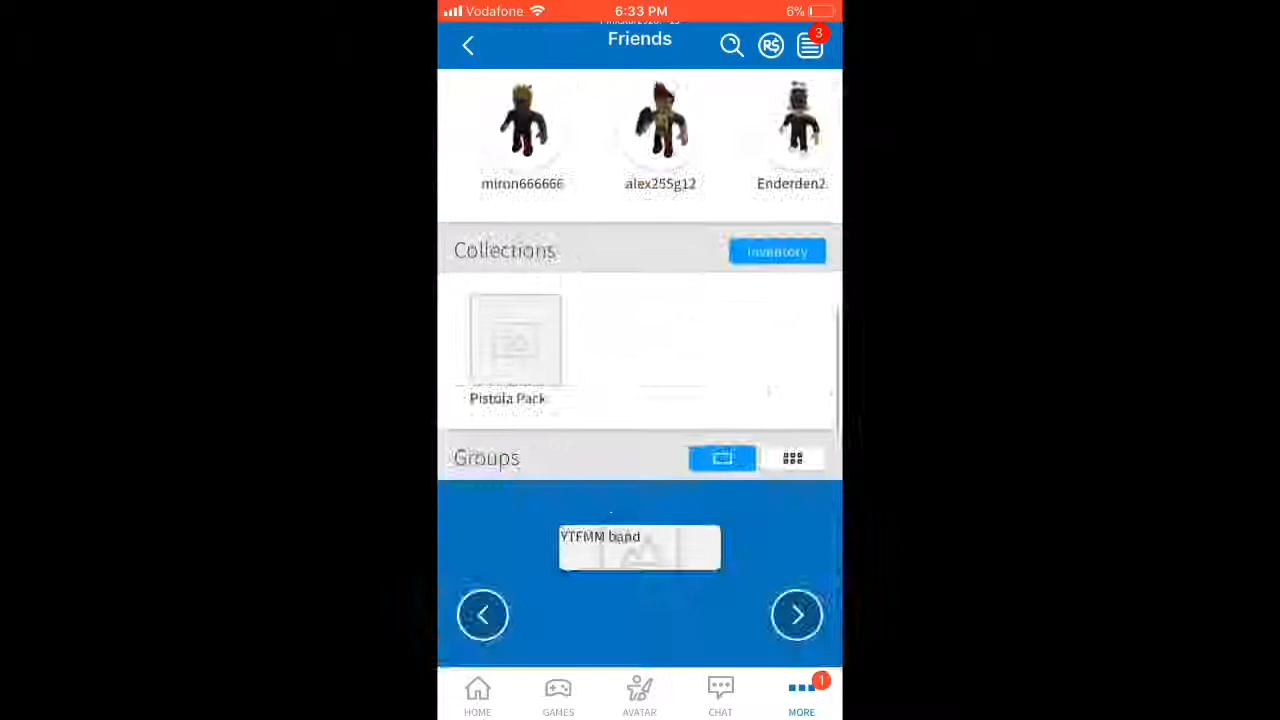 Vodafone 6:33 PM 6%
Friends
R$ 3
miron666666 alex255g12 Enderden2.
Collections Inventory
Pistola Pack
Groups
YTFMM band
1
HOME GAMES AVATAR CHAT MORE